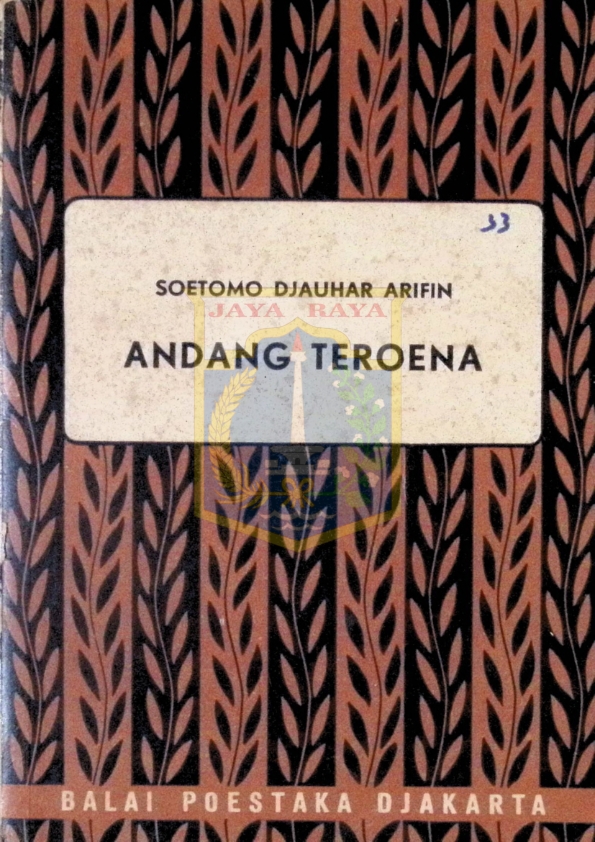 33
SOETOMO DJAUHAR ARIFIN
JAYA RAYA
ANDANG TEROENA
BALAI POESTAKA DJAKARTA